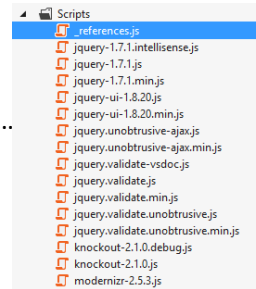 Scripts
_references.js
jquery-1.7.1.intellisense.js
jquery-1.7.1.js
jquery-1.7.1.min.js
jquery-ui-1.8.20.js
jquery-ui-1.8.20.min.js
jquery.unobtrusive-ajax.js
jquery.unobtrusive-ajax.min.js
..
jquery.validate-vsdoc.js
jquery.validate.js
jquery.validate.min.js
jquery.validate.unobtrusive.js
jquery.validate.unobtrusive.min.js
knockout-2.1.0.debug.js
knockout-2.1.0.js
modernizr-2.5.3.js